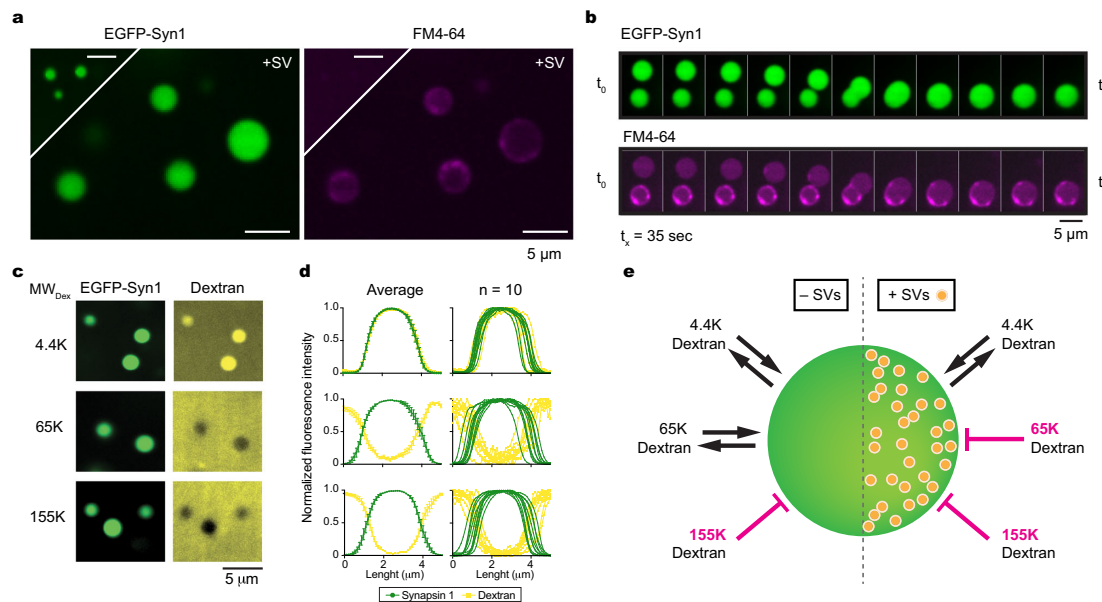 a
EGFP-Syn1
FM4-64
+SV
+SV
5 µm
b
EGFP-Syn1
t0
t
FM4-64
t0
t
tx = 35 sec
5 µm
c
MWDex
EGFP-Syn1
Dextran
4.4K
65K
155K
5 µm
d
Average
n = 10
Normalized fluorescence intensity
1.0
0.5
0
1.0
0.5
0
1.0
0.5
0
0 2 4
0 2 4
Lenght (µm)
Lenght (µm)
Synapsin 1
Dextran
e
– SVs
+ SVs
4.4K
Dextran
4.4K
Dextran
65K
Dextran
65K
Dextran
155K
Dextran
155K
Dextran